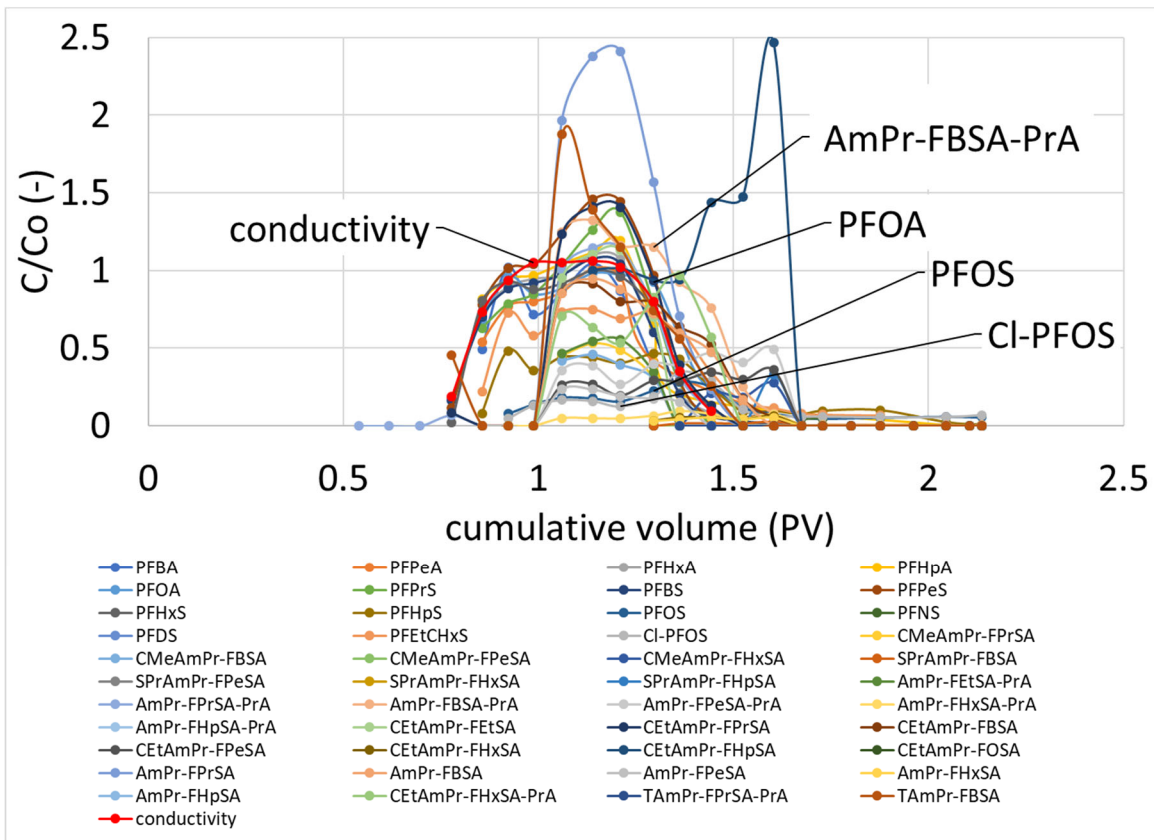 2.5
2
AmPr-FBSA-PrA
1.5
C/Co (-)
conductivity
PFOA
1
PFOS
0.5
Cl-PFOS
0
0 0.5 1 1.5 2 2.5
cumulative volume (PV)
PFBA PFPeA PFHxA PFHpA
PFOA PFPrS PFBS PFPeS
PFHxS PFHpS PFOS PFNS
PFDS PFEtCHxS Cl-PFOS CMeAmPr-FPrSA
CMeAmPr-FBSA CMeAmPr-FPeSA CMeAmPr-FHxSA SPrAmPr-FBSA
SPrAmPr-FPeSA SPrAmPr-FHxSA SPrAmPr-FHpSA AmPr-FEtSA-PrA
AmPr-FPrSA-PrA AmPr-FBSA-PrA AmPr-FPeSA-PrA AmPr-FHxSA-PrA
AmPr-FHpSA-PrA CEtAmPr-FEtSA CEtAmPr-FPrSA CEtAmPr-FBSA
CEtAmPr-FPeSA CEtAmPr-FHxSA CEtAmPr-FHpSA CEtAmPr-FOSA
AmPr-FPrSA AmPr-FBSA AmPr-FPeSA AmPr-FHxSA
AmPr-FHpSA CEtAmPr-FHxSA-PrA TAmPr-FPrSA-PrA TAmPr-FBSA
conductivity